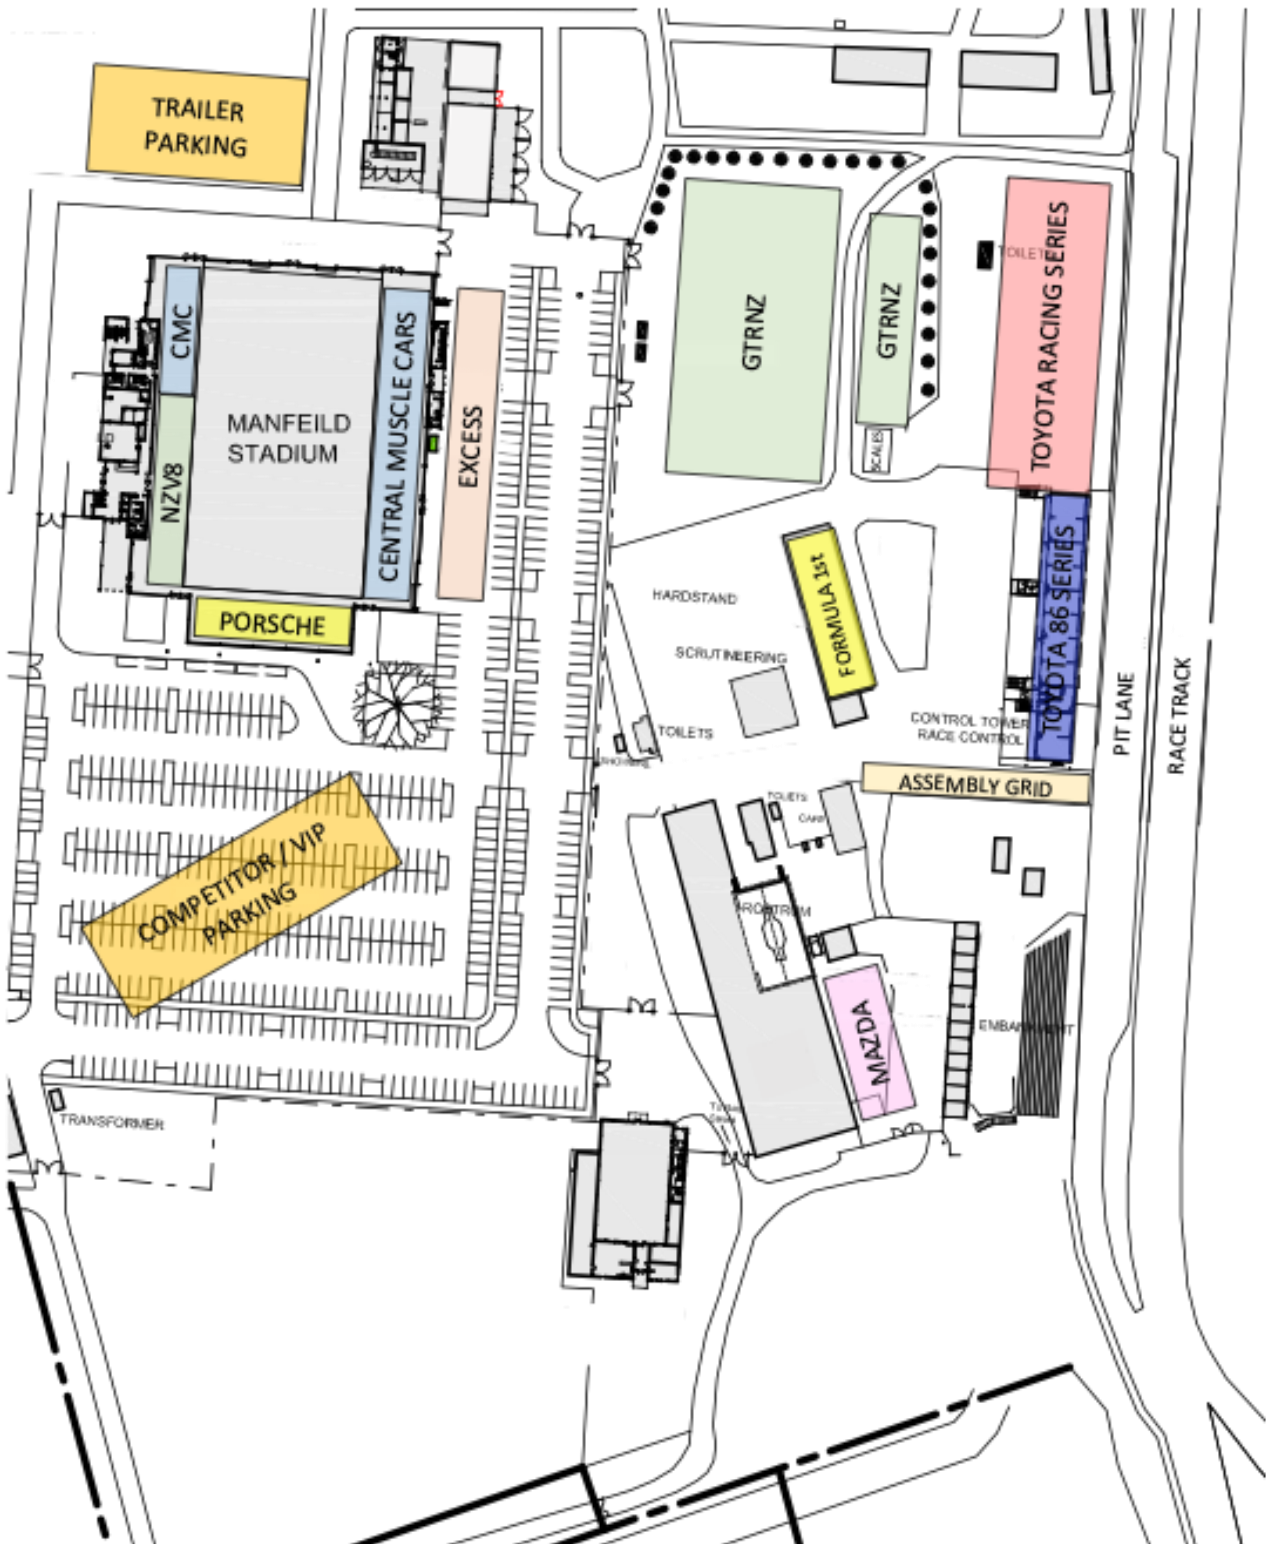 TRAILER
PARKING
GTRNZ
GTRNZ
TOYOTA RACING SERIES
TOILETS
SCALES
CMC
NZV8
MANFEILD
STADIUM
CENTRAL MUSCLE CARS
EXCESS
PORSCHE
HARDSTAND
SCRUTINEERING
FORMULA 1st
TOYOTA 86 SERIES
TOILETS
CONTROL TOWER
RACE CONTROL
PIT LANE
RACE TRACK
ASSEMBLY GRID
TOLIETS
COMPETITOR / VIP
PARKING
MAZDA
EMBANKMENT
TRANSFORMER